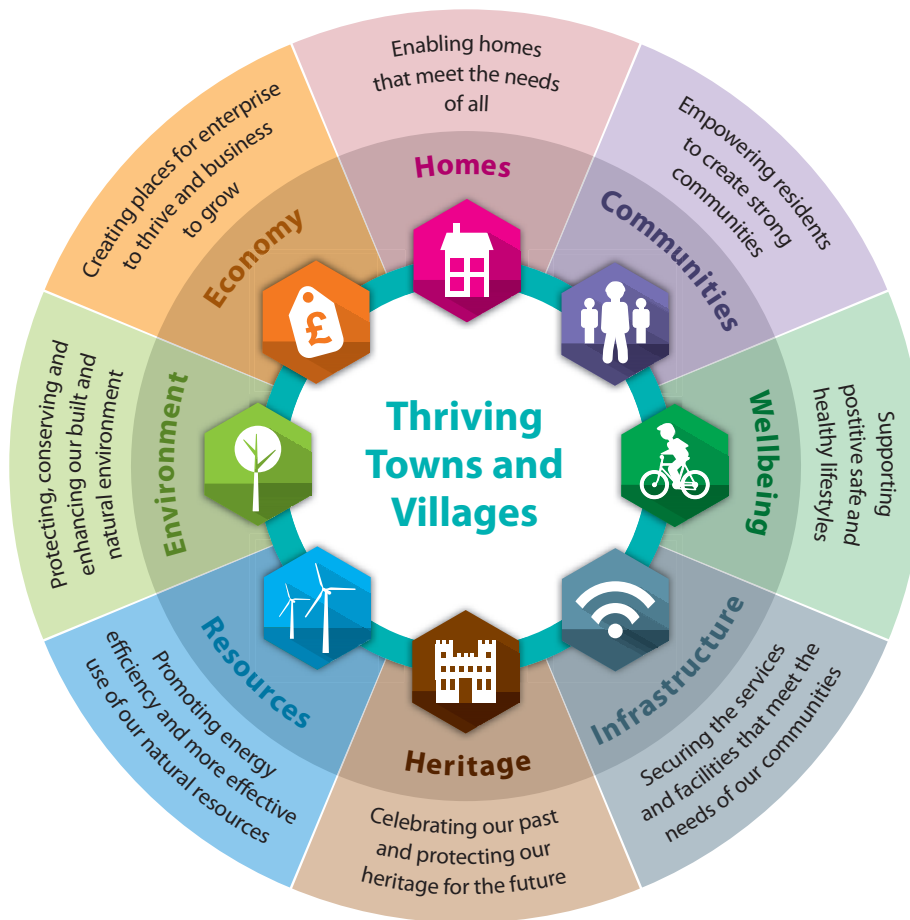 Thriving
Towns and
Villages
Enabling homes
that meet the needs
of all
Homes
Empowering residents
to create strong
communities
Communities
Supporting
postitive safe and
healthy lifestyles
Wellbeing
Securing the services
and facilities that meet the
needs of our communities
Infrastructure
Heritage
Celebrating our past
and protecting our
heritage for the future
Resources
Promoting energy
efficiency and more effective
use of our natural resources
Protecting, conserving and
enhancing our built and
natural environment
Environment
Creating places for enterprise
to thrive and business
to grow
Economy
£